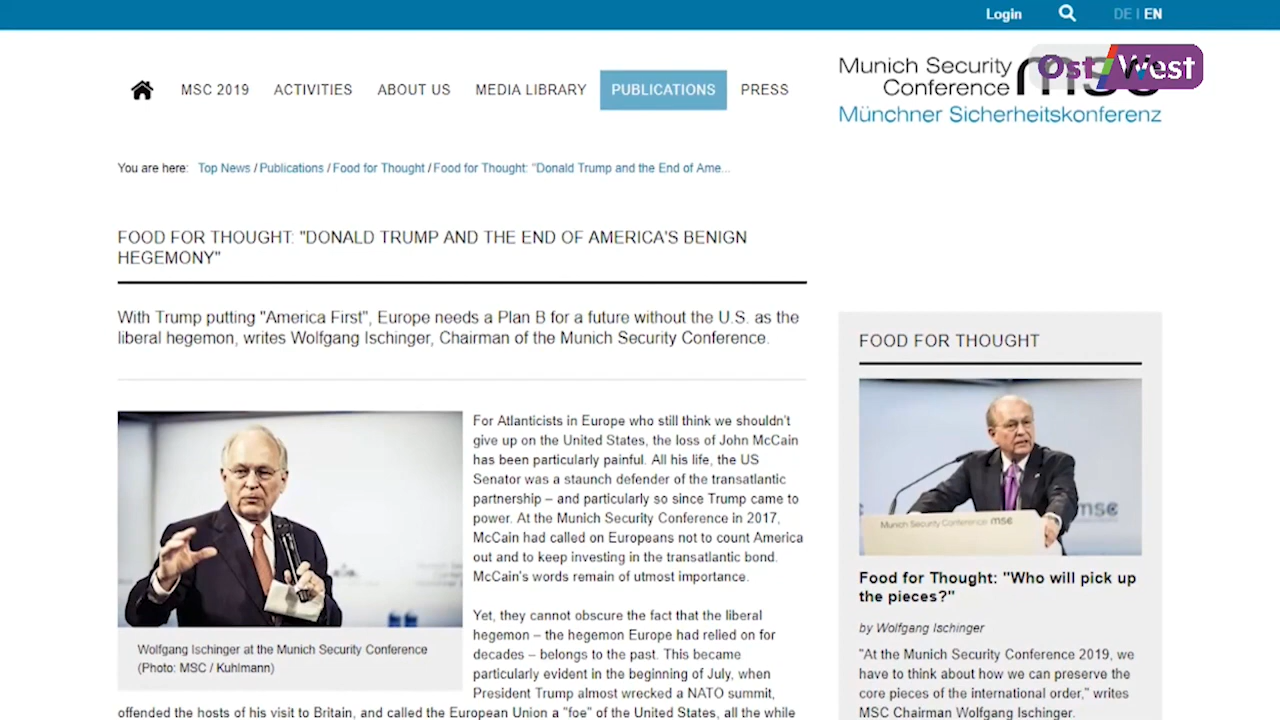 Login
DE | EN
MSC 2019
ACTIVITIES
ABOUT US
MEDIA LIBRARY
PUBLICATIONS
PRESS
Munich Security
Conference
msc
Münchner Sicherheitskonferenz
Ost West
You are here: Top News / Publications / Food for Thought / Food for Thought: "Donald Trump and the End of Ame...
FOOD FOR THOUGHT: "DONALD TRUMP AND THE END OF AMERICA'S BENIGN
HEGEMONY"
With Trump putting "America First", Europe needs a Plan B for a future without the U.S. as the
liberal hegemon, writes Wolfgang Ischinger, Chairman of the Munich Security Conference.
For Atlanticists in Europe who still think we shouldn't
give up on the United States, the loss of John McCain
has been particularly painful. All his life, the US
Senator was a staunch defender of the transatlantic
partnership – and particularly so since Trump came to
power. At the Munich Security Conference in 2017,
McCain had called on Europeans not to count America
out and to keep investing in the transatlantic bond.
McCain's words remain of utmost importance.
Yet, they cannot obscure the fact that the liberal
hegemon – the hegemon Europe had relied on for
decades – belongs to the past. This became
particularly evident in the beginning of July, when
President Trump almost wrecked a NATO summit,
offended the hosts of his visit to Britain, and called the European Union a "foe" of the United States, all the while
Wolfgang Ischinger at the Munich Security Conference
(Photo: MSC / Kuhlmann)
FOOD FOR THOUGHT
Munich Security Conference msc
msc
Food for Thought: "Who will pick up
the pieces?"
by Wolfgang Ischinger
"At the Munich Security Conference 2019, we
have to think about how we can preserve the
core pieces of the international order," writes
MSC Chairman Wolfgang Ischinger.